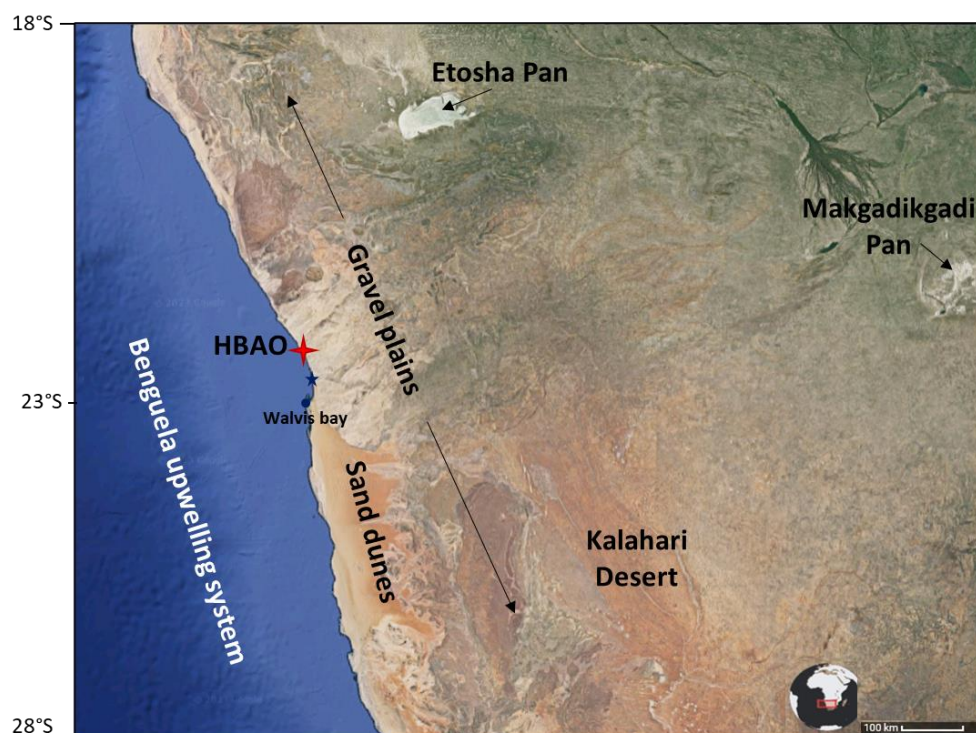 18°S
Etosha Pan
Makgadikgadi
Pan
Gravel plains
HBAO
23°S
Walvis bay
Benguela upwelling system
Sand dunes
Kalahari
Desert
28°S
100 km